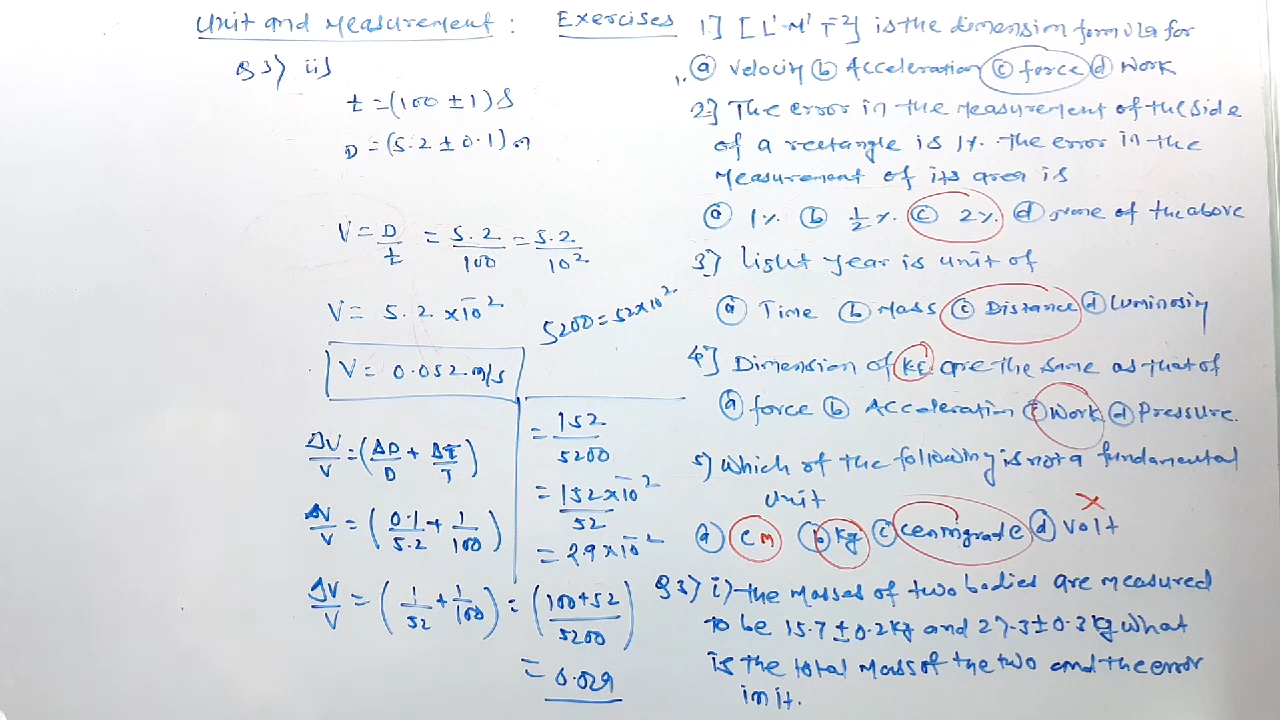 Unit and Measurement : Exercises
Q 3) ii)
t = (100 ± 1) S
D = (5.2 ± 0.1) m
V = D/t = 5.2/100 = 5.2/10²
V = 5.2 × 10⁻²
5200 = 52×10²
V = 0.052 m/s
ΔV/V = (ΔD/D + ΔT/T)
ΔV/V = (0.1/5.2 + 1/100)
ΔV/V = (1/52 + 1/100) = (100+52/5200)
= 152/5200
= 152×10⁻²/52
= 2.9×10⁻²
= 0.029
1.] [L¹ M¹ T⁻²] is the dimension formula for
a velocity b Acceleration c force d Work
2] The error in the measurement of the side
of a rectangle is 1%. The error in the
Measurement of its area is
a 1%. b 1/2 %. c 2%. d none of the above
3] light year is unit of
a Time b Mass c Distance d Luminosity
4] Dimension of K.E. are the same as that of
a force b Acceleration c Work d Pressure.
5) Which of the following is not a fundamental
unit
a cm b kg c centigrade d volt
X
Q 3) i) the masses of two bodies are measured
to be 15.7 ± 0.2 kg and 27.3 ± 0.3 kg what
is the total mass of the two and the error
in it.